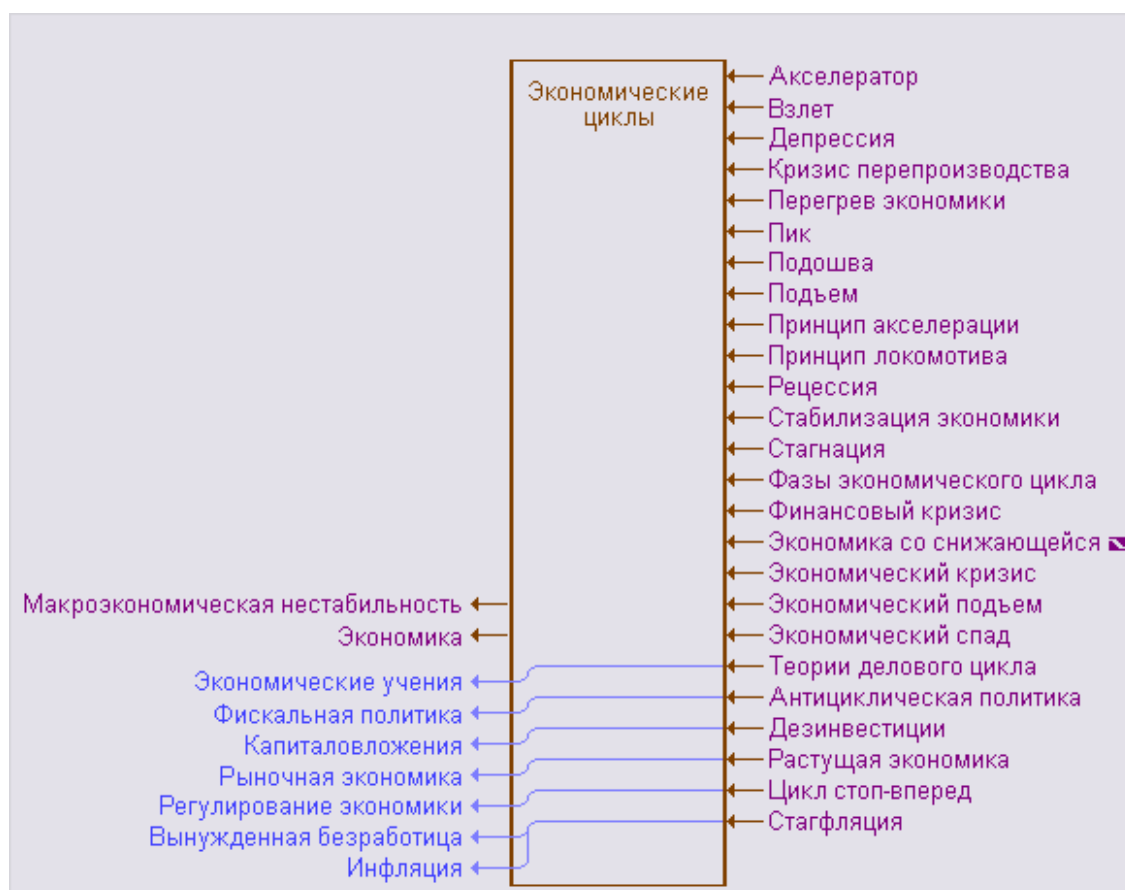 Экономические
циклы
Акселератор
Взлет
Депрессия
Кризис перепроизводства
Перегрев экономики
Пик
Подошва
Подъем
Принцип акселерации
Принцип локомотива
Рецессия
Стабилизация экономики
Стагнация
Фазы экономического цикла
Финансовый кризис
Экономика со снижающейся
Экономический кризис
Экономический подъем
Экономический спад
Теории делового цикла
Антициклическая политика
Дезинвестиции
Растущая экономика
Цикл стоп-вперед
Стагфляция
Макроэкономическая нестабильность
Экономика
Экономические учения
Фискальная политика
Капиталовложения
Рыночная экономика
Регулирование экономики
Вынужденная безработица
Инфляция